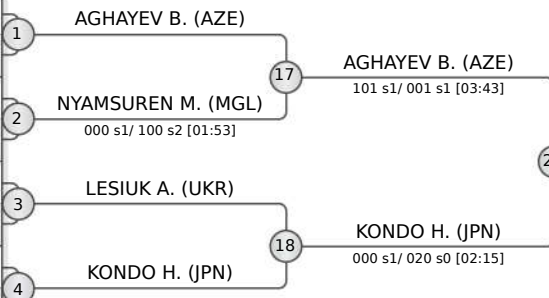 1
AGHAYEV B. (AZE)
17
AGHAYEV B. (AZE)
101 s1/ 001 s1 [03:43]
2
NYAMSUREN M. (MGL)
000 s1/ 100 s2 [01:53]
3
LESIUK A. (UKR)
18
KONDO H. (JPN)
000 s1/ 020 s0 [02:15]
4
KONDO H. (JPN)